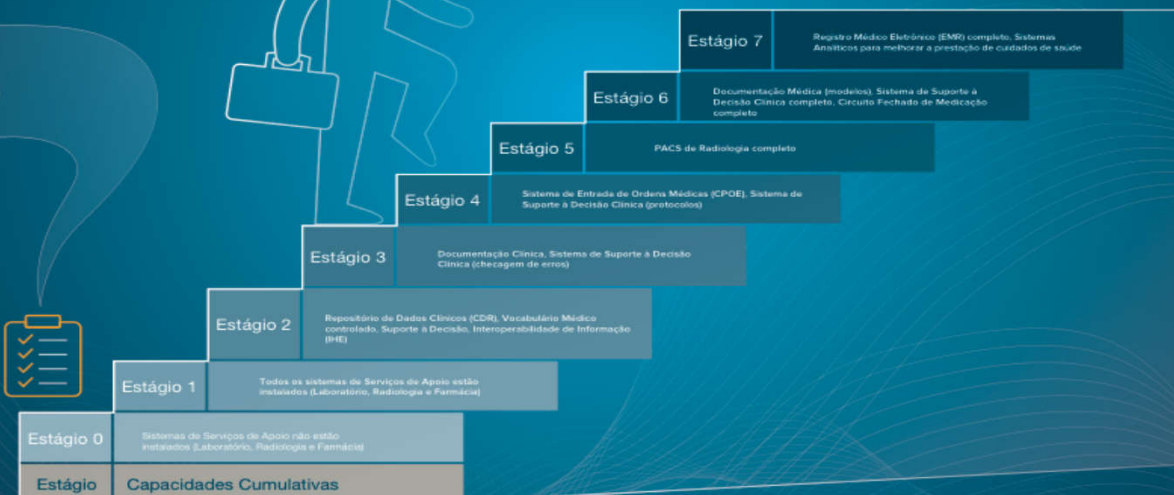 Estágio 7
Registro Médico Eletrônico (EMR) completo, Sistemas
Analíticos para melhorar a prestação de cuidados de saúde
Estágio 6
Documentação Médica (modelos), Sistema de Suporte à
Decisão Clínica completo, Circuito Fechado de Medicação
completo
Estágio 5
PACS de Radiologia completo
Estágio 4
Sistema de Entrada de Ordens Médicas (CPOE), Sistema de
Suporte à Decisão Clínica (protocolos)
Estágio 3
Documentação Clínica, Sistema de Suporte à Decisão
Clínica (checagem de erros)
Estágio 2
Repositório de Dados Clínicos (CDR), Vocabulário Médico
controlado, Suporte à Decisão, Interoperabilidade de Informação
(IHE)
Estágio 1
Todos os sistemas de Serviços de Apoio estão
instalados (Laboratório, Radiologia e Farmácia)
Estágio 0
Sistemas de Serviços de Apoio não estão
instalados (Laboratório, Radiologia e Farmácia)
Estágio
Capacidades Cumulativas